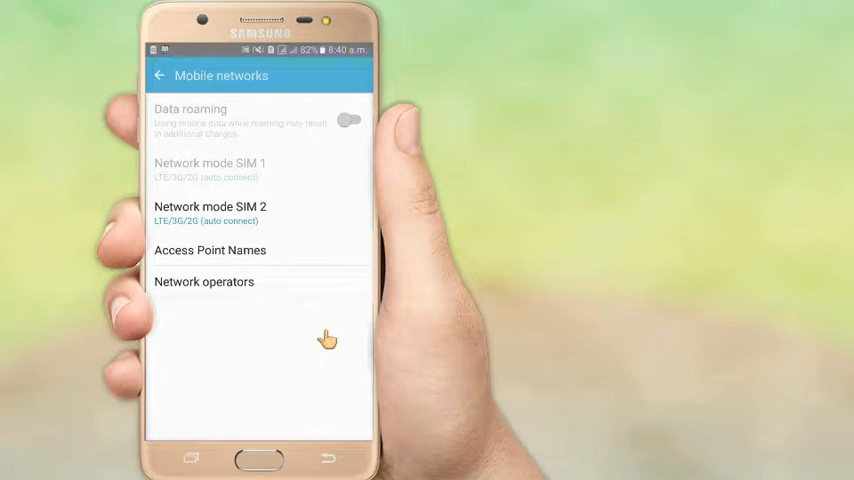 SAMSUNG
82% 8:40 a.m.
Mobile networks
Data roaming
Using mobile data while roaming may result
in additional charges.
Network mode SIM 1
LTE/3G/2G (auto connect)
Network mode SIM 2
LTE/3G/2G (auto connect)
Access Point Names
Network operators